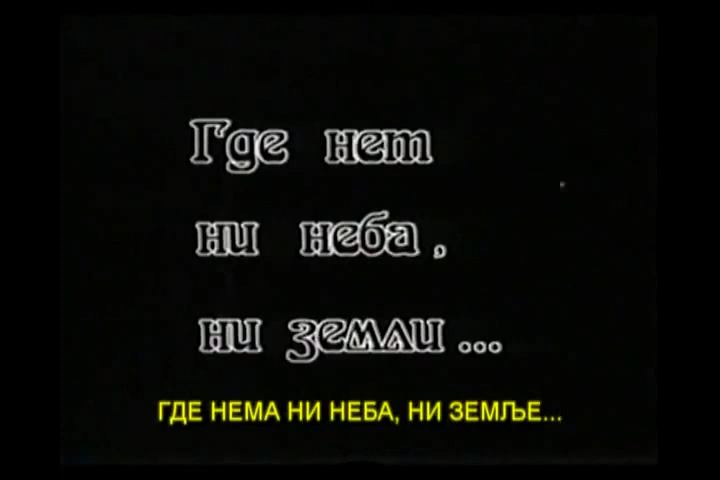 Где нет
ни неба,
ни земли...
ГДЕ НЕМА НИ НЕБА, НИ ЗЕМЉЕ...